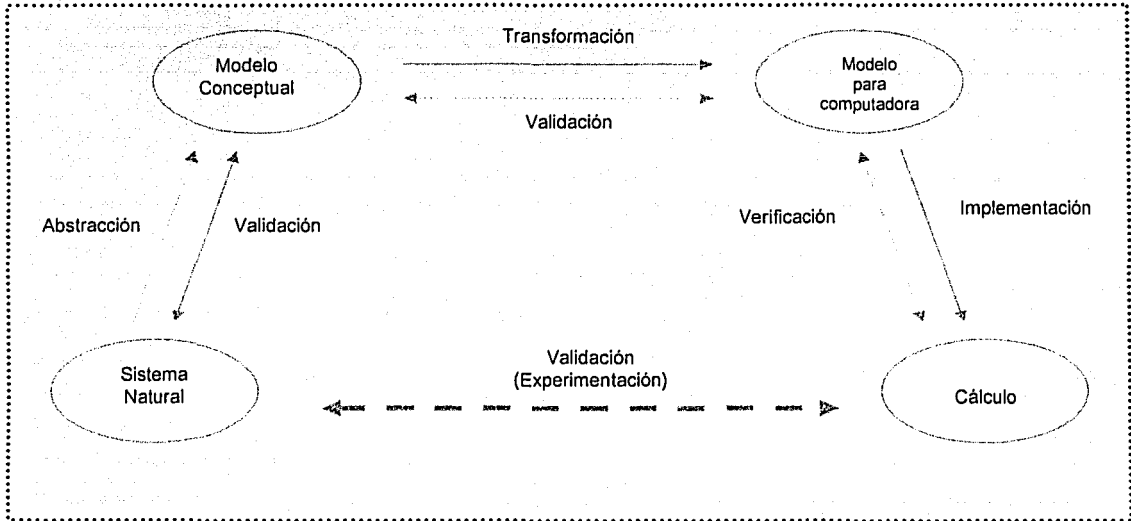 Transformación
Modelo
Conceptual
Modelo
para
computadora
Validación
Abstracción
Validación
Verificación
Implementación
Sistema
Natural
Validación
(Experimentación)
Cálculo